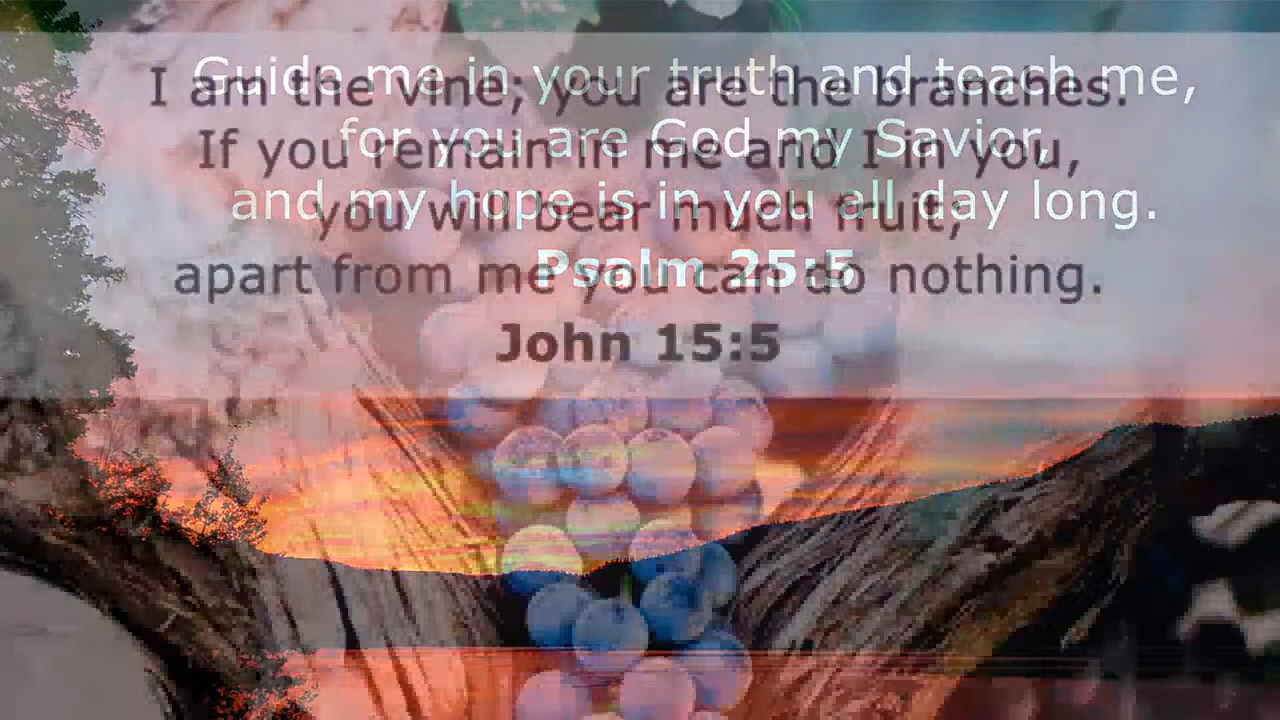 Guide me in your truth and teach me,
for you are God my Savior,
and my hope is in you all day long.
Psalm 25:5
I am the vine; you are the branches.
If you remain in me and I in you,
you will bear much fruit;
apart from me you can do nothing.
John 15:5